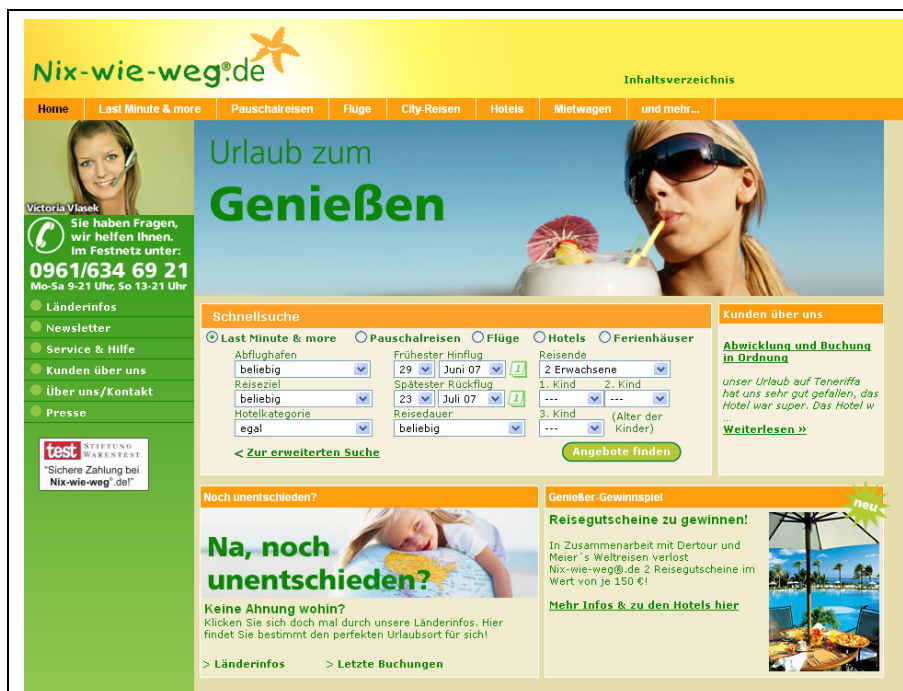 Nix-wie-weg®.de
Inhaltsverzeichnis
Home
Last Minute & more
Pauschalreisen
Flüge
City-Reisen
Hotels
Mietwagen
und mehr...
Victoria Vlasek
Sie haben Fragen,
wir helfen Ihnen.
Im Festnetz unter:
0961/634 69 21
Mo-Sa 9-21 Uhr, So 13-21 Uhr
Länderinfos
Newsletter
Service & Hilfe
Kunden über uns
Über uns/Kontakt
Presse
test STIFTUNG
WARENTEST
"Sichere Zahlung bei
Nix-wie-weg®.de!"
Urlaub zum
Genießen
Schnellsuche
Last Minute & more Pauschalreisen Flüge Hotels Ferienhäuser
Abflughafen Frühester Hinflug Reisende
beliebig 29 Juni 07 1 2 Erwachsene
Reiseziel Spätester Rückflug 1. Kind 2. Kind
beliebig 23 Juli 07 1 --- ---
Hotelkategorie Reisedauer 3. Kind (Alter der
egal beliebig --- Kinder)
< Zur erweiterten Suche Angebote finden
Kunden über uns
Abwicklung und Buchung
in Ordnung
unser Urlaub auf Teneriffa
hat uns sehr gut gefallen, das
Hotel war super. Das Hotel w
...
Weiterlesen »
Noch unentschieden?
Na, noch
unentschieden?
Keine Ahnung wohin?
Klicken Sie sich doch mal durch unsere Länderinfos. Hier
findet Sie bestimmt den perfekten Urlaubsort für sich!
> Länderinfos > Letzte Buchungen
Genießer-Gewinnspiel
neu
Reisegutscheine zu gewinnen!
In Zusammenarbeit mit Dertour und
Meier´s Weltreisen verlost
Nix-wie-weg®.de 2 Reisegutscheine im
Wert von je 150 €!
Mehr Infos & zu den Hotels hier